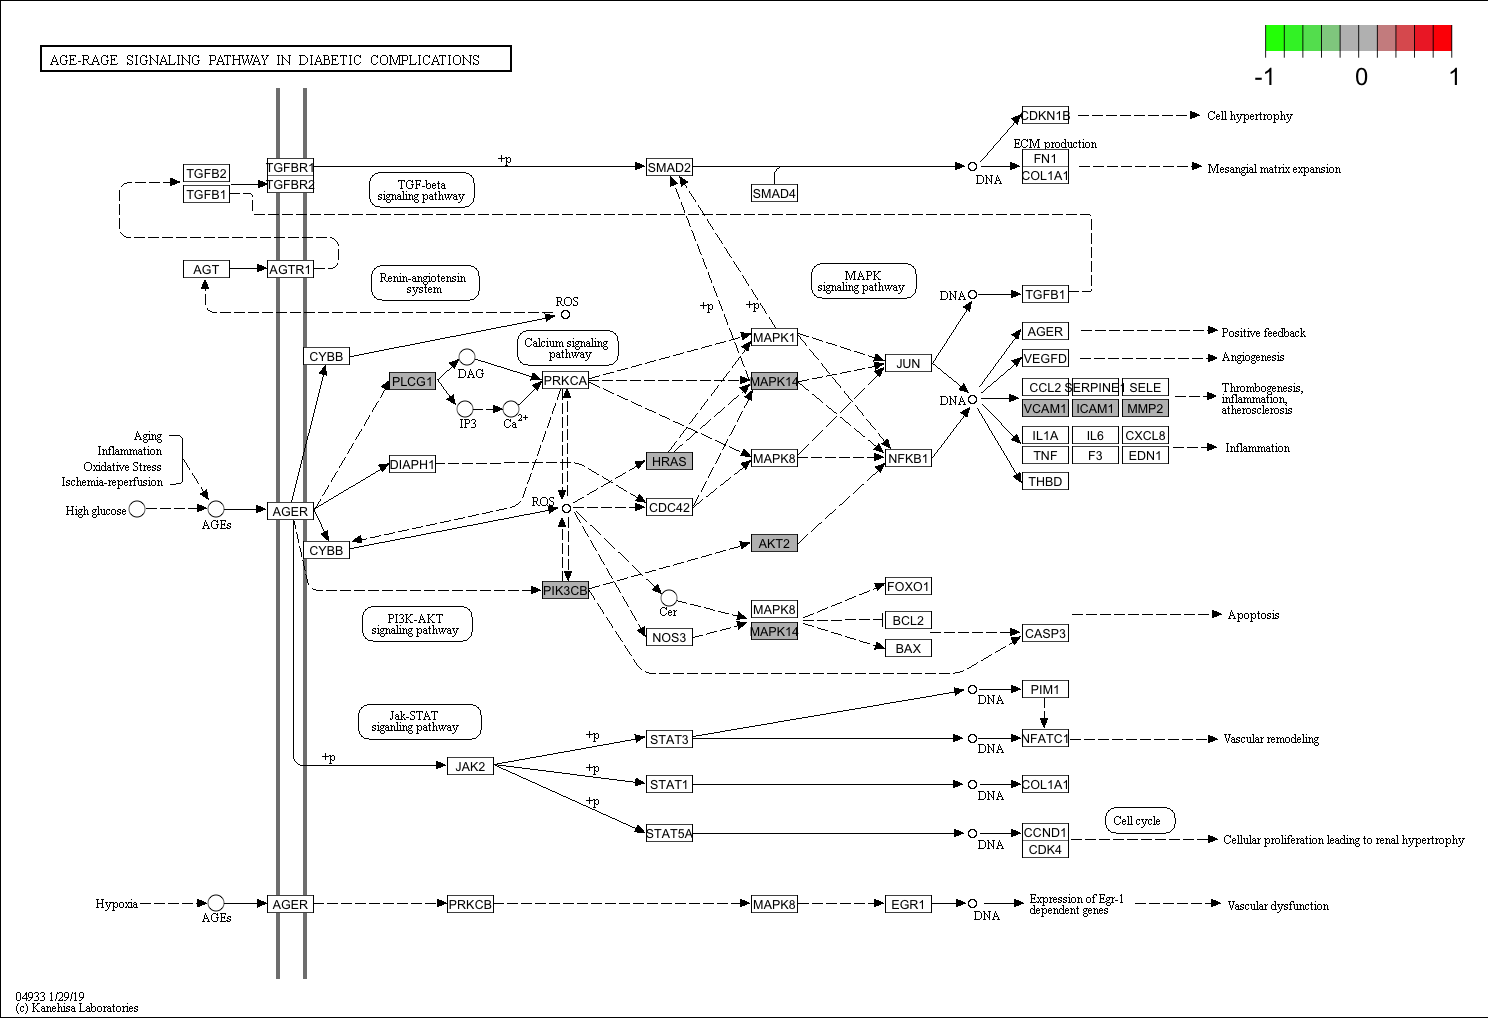 AGE-RAGE SIGNALING PATHWAY IN DIABETIC COMPLICATIONS
-1 0 1
CDKN1B
Cell hypertrophy
ECM production
TGFBR1
+p
SMAD2
DNA
FN1
COL1A1
Mesangial matrix expansion
TGFB2
TGFBR2
TGFB1
TGF-beta
signaling pathway
SMAD4
AGT
AGTR1
Renin-angiotensin
system
MAPK
signaling pathway
ROS
+p
+p
DNA
TGFB1
CYBB
Calcium signaling
pathway
MAPK1
AGER
Positive feedback
PLCG1
DAG
PRKCA
MAPK14
JUN
VEGFD
Angiogenesis
IP3
Ca2+
DNA
CCL2 SERPINE1 SELE
VCAM1 ICAM1 MMP2
Thrombogenesis,
inflammation,
atherosclerosis
Aging
Inflammation
Oxidative Stress
Ischemia-reperfusion
DIAPH1
HRAS
MAPK8
NFKB1
IL1A IL6 CXCL8
TNF F3 EDN1
Inflammation
THBD
High glucose
AGEs
AGER
ROS
CDC42
CYBB
AKT2
PIK3CB
Cer
MAPK8
MAPK14
FOXO1
BCL2
BAX
CASP3
Apoptosis
PI3K-AKT
signaling pathway
NOS3
Jak-STAT
siganling pathway
DNA
PIM1
+p
STAT3
DNA
NFATC1
Vascular remodeling
+p
JAK2
+p
STAT1
DNA
COL1A1
+p
STAT5A
DNA
CCND1
CDK4
Cell cycle
Cellular proliferation leading to renal hypertrophy
Hypoxia
AGEs
AGER
PRKCB
MAPK8
EGR1
DNA
Expression of Egr-1
dependent genes
Vascular dysfunction
04933 1/29/19
(c) Kanehisa Laboratories